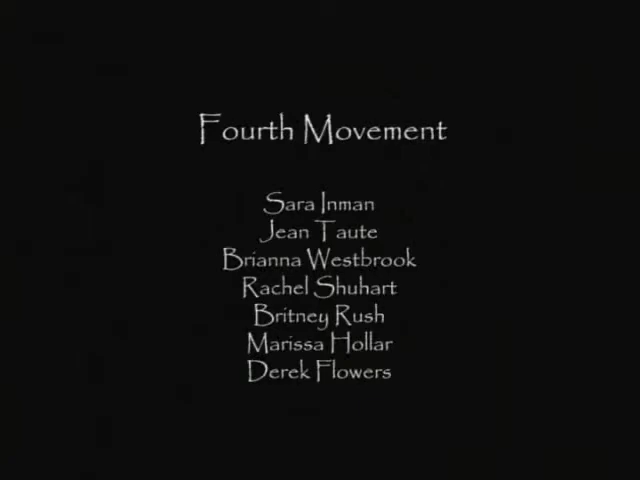 Fourth Movement
Sara Inman
Jean Taute
Brianna Westbrook
Rachel Shuhart
Britney Rush
Marissa Hollar
Derek Flowers